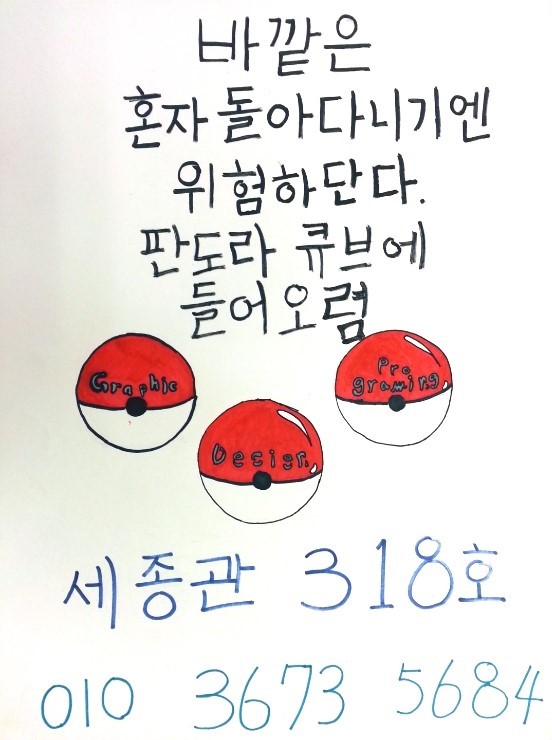 바깥은
혼자 돌아다니기엔
위험하단다.
판도라 큐브에
들어오렴
Graphic
Pro
graming
Design.
세종관 318호
010 3673 5684